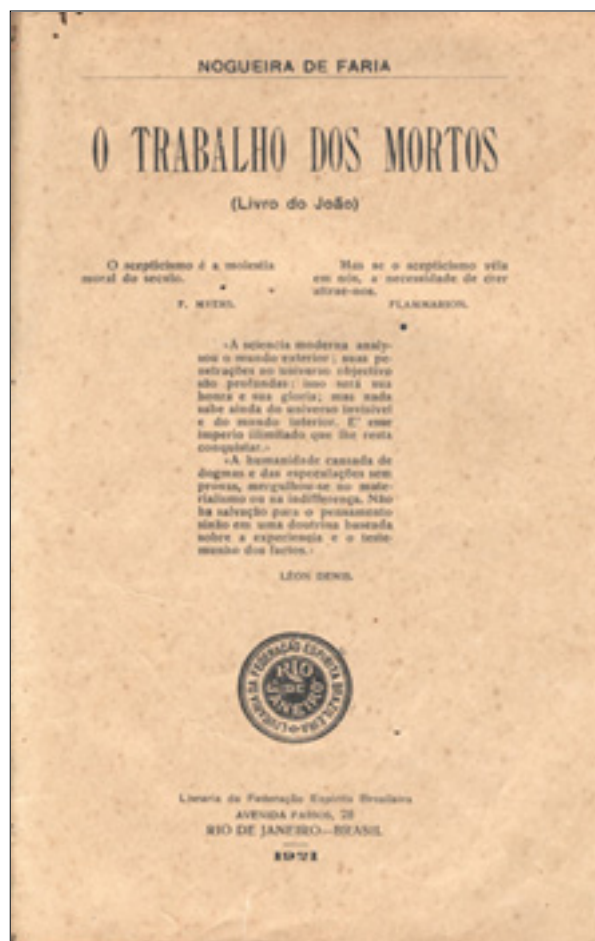 NOGUEIRA DE FARIA
O TRABALHO DOS MORTOS
(Livro do João)
O scepticismo é a molestia
moral do seculo.
F. MYERS.
Mas se o scepticismo véla
em nós, a necessidade de crer
attrae-nos.
FLAMMARION.
«A sciencia moderna analy-
sou o mundo exterior; suas pe-
netrações no universo objectivo
são profundas: isso será sua
honra e sua gloria; mas nada
sabe ainda do universo invisivel
e do mundo interior. E' esse
imperio illimitado que lhe resta
conquistar.»
«A humanidade cansada de
dogmas e das especulações sem
provas, mergulhou-se no mate-
rialismo ou na indifferença. Não
ha salvação para o pensamento
sinão em uma doutrina baseada
sobre a experiencia e o teste-
munho dos factos.»
LÉON DENIS.
LIVRARIA DA FEDERAÇÃO ESPIRITA BRAZILEIRA
RIO
DE
JANEIRO
Livraria da Federação Espirita Brasileira
AVENIDA PASSOS, 28
RIO DE JANEIRO—BRASIL
1921